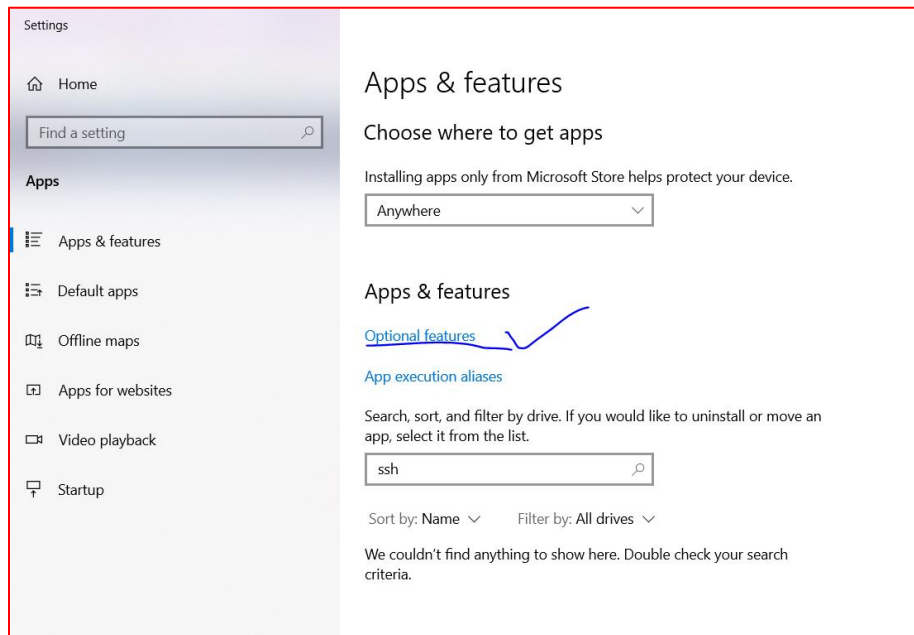 Settings
Home
Find a setting
Apps
Apps & features
Default apps
Offline maps
Apps for websites
Video playback
Startup
Apps & features
Choose where to get apps
Installing apps only from Microsoft Store helps protect your device.
Anywhere
Apps & features
Optional features
App execution aliases
Search, sort, and filter by drive. If you would like to uninstall or move an
app, select it from the list.
ssh
Sort by: Name Filter by: All drives
We couldn't find anything to show here. Double check your search
criteria.